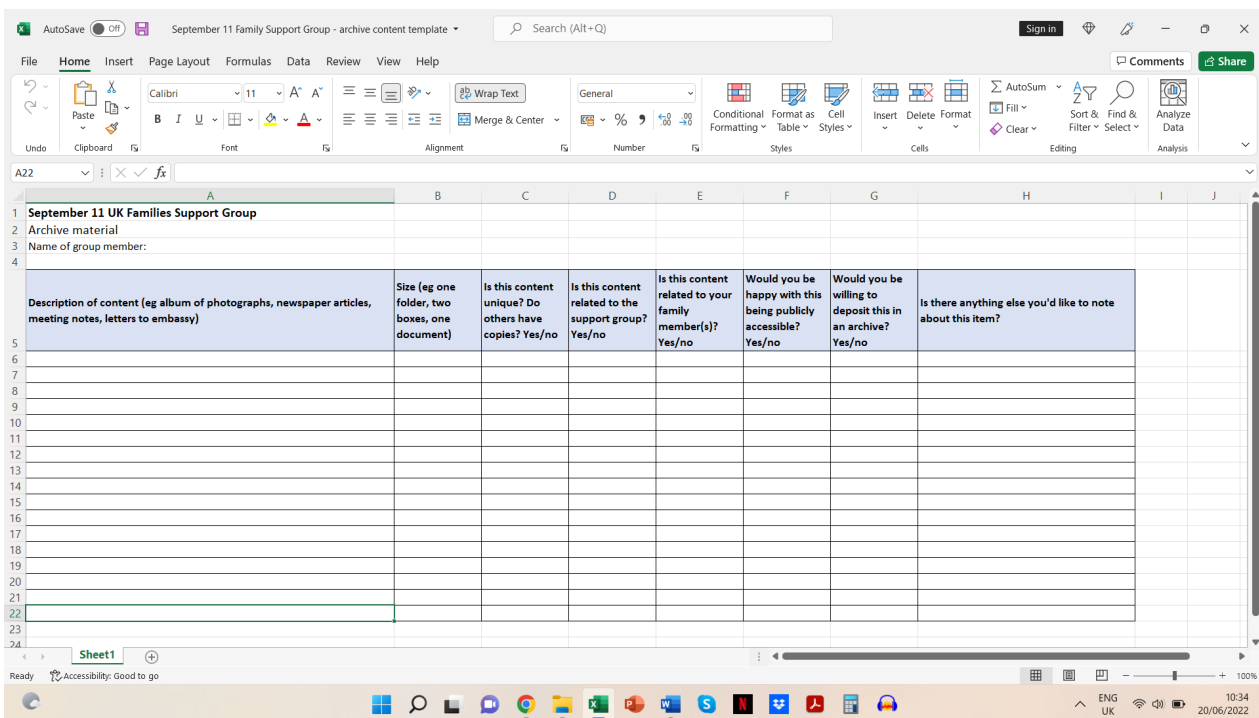 AutoSave Off September 11 Family Support Group - archive content template Search (Alt+Q) Sign in
File Home Insert Page Layout Formulas Data Review View Help Comments Share
Paste
Calibri 11 A^ A˅
B I U A
ab Wrap Text
Merge & Center
General
% 9 .00
Conditional Formatting
Format as Table
Cell Styles
Insert Delete Format
AutoSum
Fill
Clear
Sort & Filter
Find & Select
Analyze Data
Undo Clipboard Font Alignment Number Styles Cells Editing Analysis
A22 fx
A B C D E F G H I J
1 September 11 UK Families Support Group
2 Archive material
3 Name of group member:
4
5
Description of content (eg album of photographs, newspaper articles,
meeting notes, letters to embassy)
Size (eg one
folder, two
boxes, one
document)
Is this content
unique? Do
others have
copies? Yes/no
Is this content
related to the
support group?
Yes/no
Is this content
related to your
family
member(s)?
Yes/no
Would you be
happy with this
being publicly
accessible?
Yes/no
Would you be
willing to
deposit this in
an archive?
Yes/no
Is there anything else you'd like to note
about this item?
6
7
8
9
10
11
12
13
14
15
16
17
18
19
20
21
22
23
24
Sheet1
Ready Accessibility: Good to go 100%
ENG
UK
10:34
20/06/2022